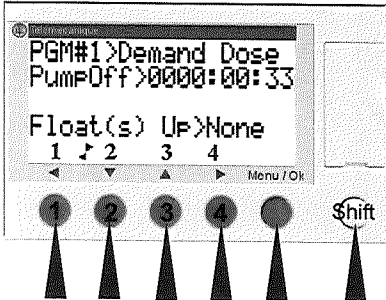 Telemecanique
PGM#1>Demand Dose
PumpOff>0000:00:33
Float(s) Up>None
1 2 3 4
Menu / Ok
1 2 3 4 Shift